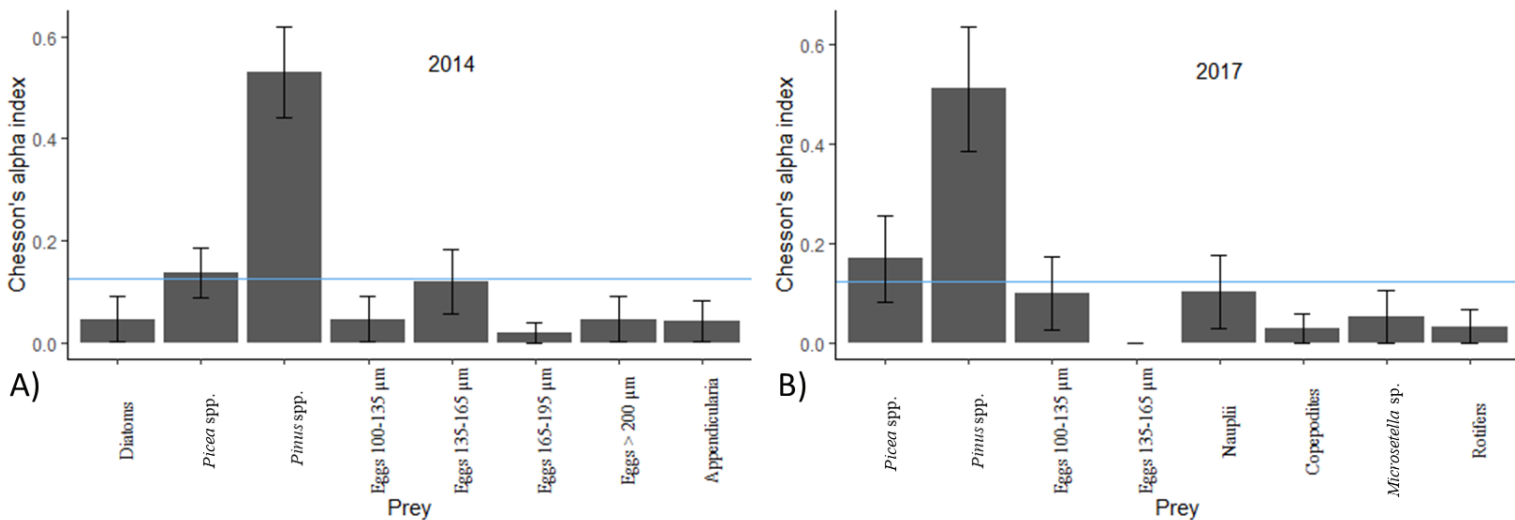 2014
Chesson's alpha index
0.6
0.4
0.2
0.0
Diatoms
Picea spp.
Pinus spp.
Eggs 100-135 µm
Eggs 135-165 µm
Eggs 165-195 µm
Eggs > 200 µm
Appendicularia
Prey
A)
2017
Chesson's alpha index
0.6
0.4
0.2
0.0
Picea spp.
Pinus spp.
Eggs 100-135 µm
Eggs 135-165 µm
Nauplii
Copepodites
Microsetella sp.
Rotifers
Prey
B)